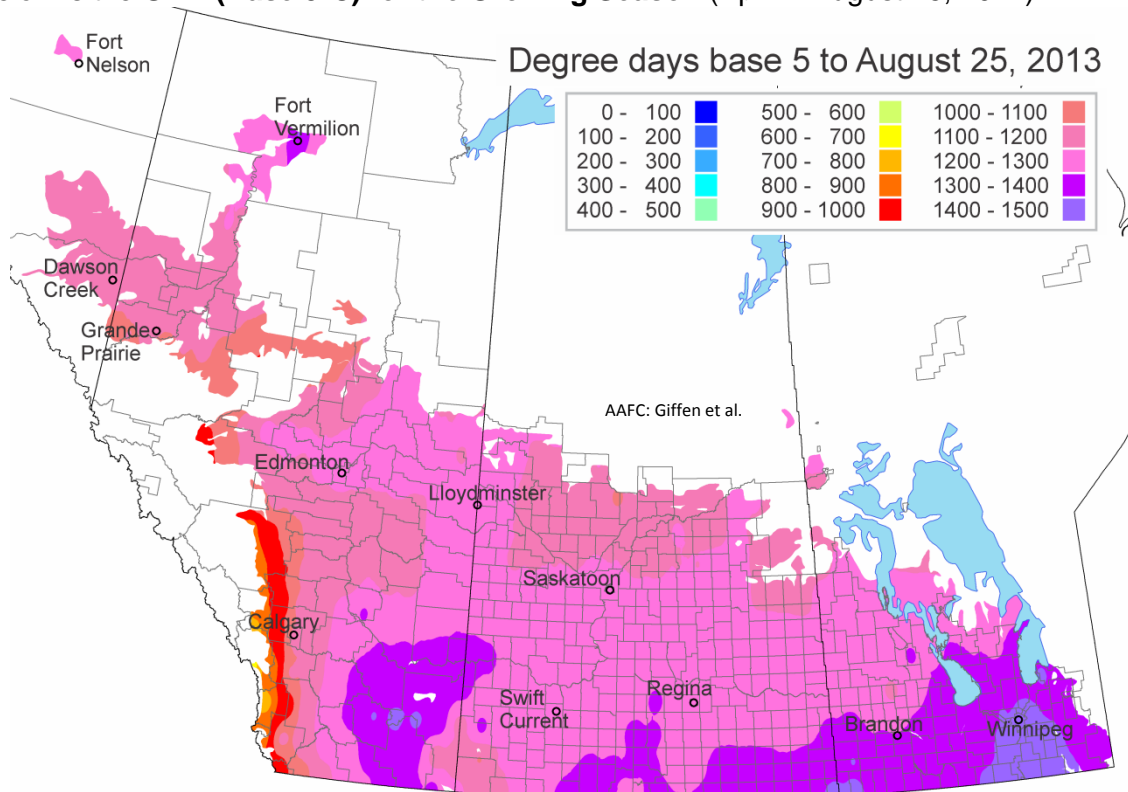 Degree days base 5 to August 25, 2013
0 - 100
100 - 200
200 - 300
300 - 400
400 - 500
500 - 600
600 - 700
700 - 800
800 - 900
900 - 1000
1000 - 1100
1100 - 1200
1200 - 1300
1300 - 1400
1400 - 1500
Fort
Nelson
Fort
Vermilion
Dawson
Creek
Grande
Prairie
AAFC: Giffen et al.
Edmonton
Lloydminster
Saskatoon
Calgary
Swift
Current
Regina
Brandon
Winnipeg